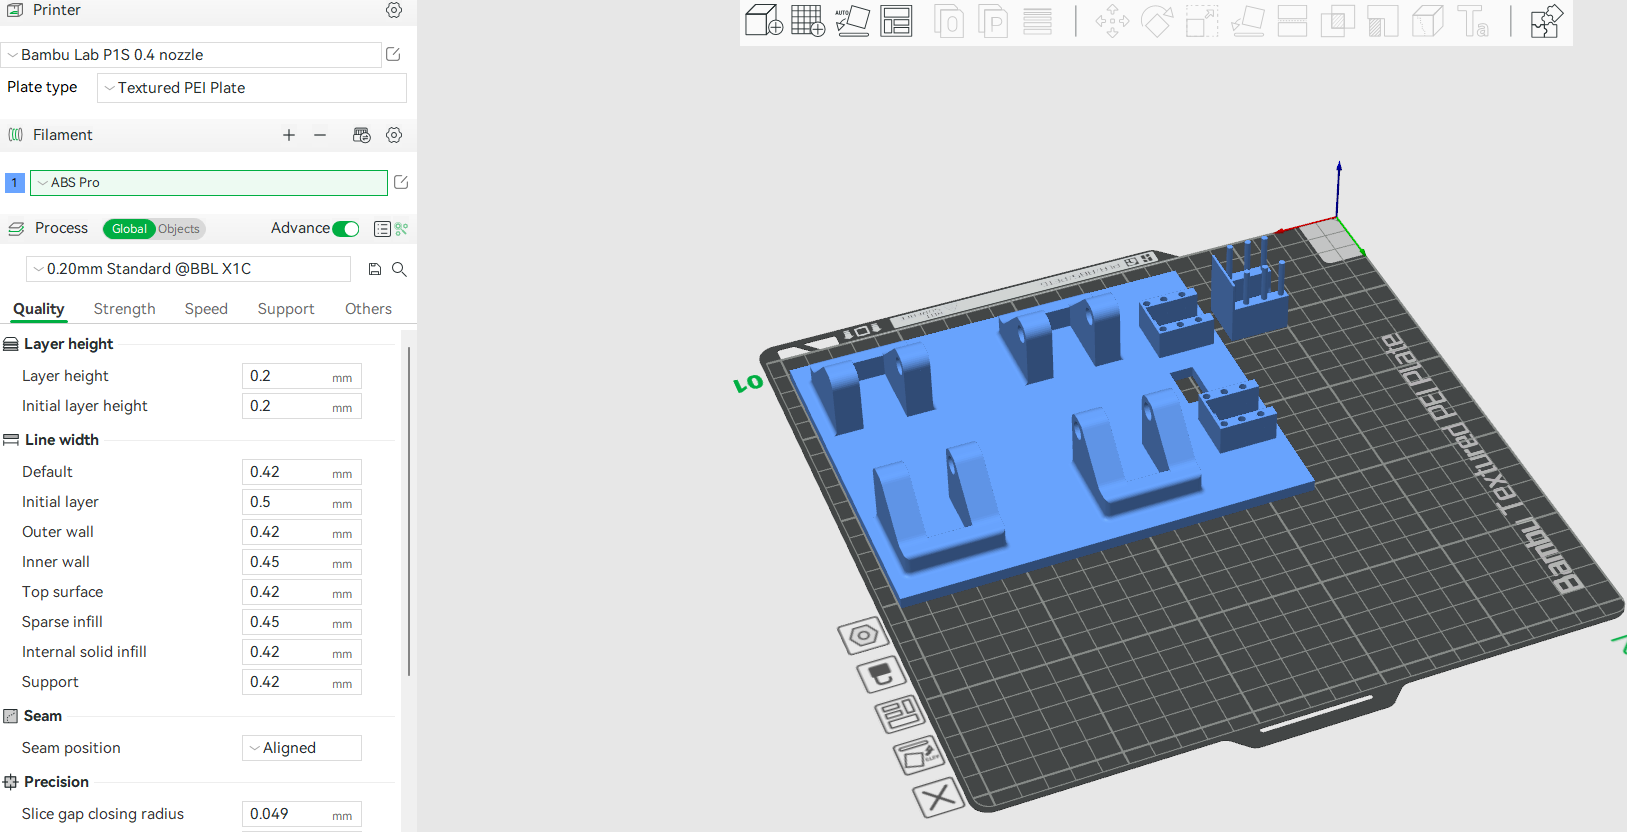 Printer
Bambu Lab P1S 0.4 nozzle
Plate type
Textured PEI Plate
Filament
1
ABS Pro
Process
Global
Objects
Advance
0.20mm Standard @BBL X1C
Quality
Strength
Speed
Support
Others
Layer height
Layer height
0.2 mm
Initial layer height
0.2 mm
Line width
Default
0.42 mm
Initial layer
0.5 mm
Outer wall
0.42 mm
Inner wall
0.45 mm
Top surface
0.42 mm
Sparse infill
0.45 mm
Internal solid infill
0.42 mm
Support
0.42 mm
Seam
Seam position
Aligned
Precision
Slice gap closing radius
0.049 mm
AUTO
0
P
Ta
01
Bambu Textured PEI Plate